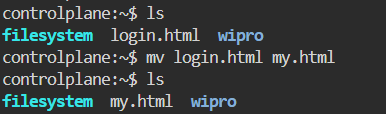 controlplane:~$ ls
filesystem  login.html  wipro
controlplane:~$ mv login.html my.html
controlplane:~$ ls
filesystem  my.html  wipro